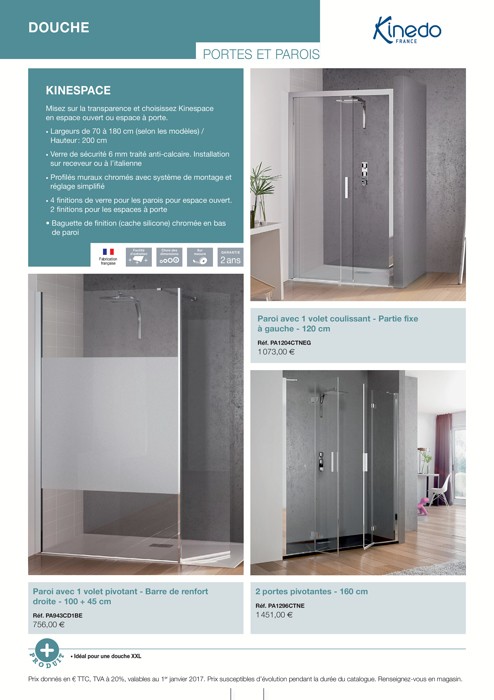 DOUCHE
Kinedo
FRANCE
PORTES ET PAROIS
KINESPACE
Misez sur la transparence et choisissez Kinespace
en espace ouvert ou espace à porte.
• Largeurs de 70 à 180 cm (selon les modèles) /
Hauteur : 200 cm
• Verre de sécurité 6 mm traité anti-calcaire. Installation
sur receveur ou à l'italienne
• Profilés muraux chromés avec système de montage et
réglage simplifié
• 4 finitions de verre pour les parois pour espace ouvert.
2 finitions pour les espaces à porte
• Baguette de finition (cache silicone) chromée en bas
de paroi
Fabrication
française
GARANTIE
2 ans
Paroi avec 1 volet coulissant - Partie fixe
à gauche - 120 cm
Réf. PA1204CTNEG
1 073,00 €
Paroi avec 1 volet pivotant - Barre de renfort
droite - 100 + 45 cm
Réf. PA943CD1BE
756,00 €
2 portes pivotantes - 160 cm
Réf. PA1296CTNE
1 451,00 €
PRODUIT
• Idéal pour une douche XXL
Prix donnés en € TTC, TVA à 20%, valables au 1er janvier 2017. Prix susceptibles d'évolution pendant la durée du catalogue. Renseignez-vous en magasin.